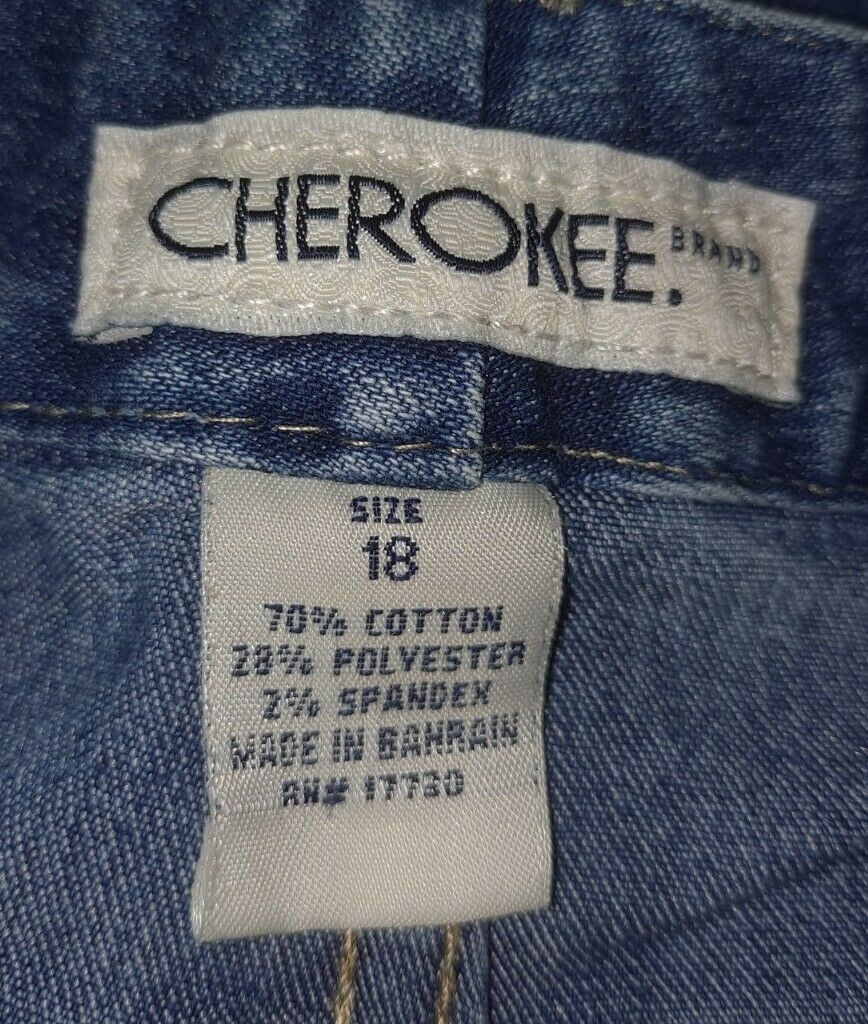 CHEROKEE. BRAND
SIZE
18
70% COTTON
28% POLYESTER
2% SPANDEX
MADE IN BAHRAIN
RN# 17730